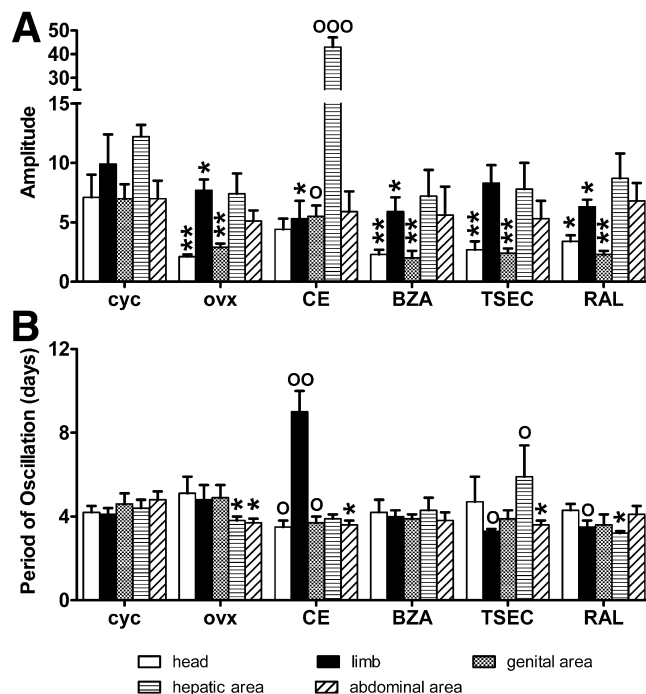 A
50
OOO
40
30
15
10
5
0
Amplitude
*
**
**
*
O
*
**
**
**
**
*
*
**
cyc ovx CE BZA TSEC RAL
B
12
8
4
0
Period of Oscillation (days)
OO
O
* *
O
O
*
O
*
O
*
cyc ovx CE BZA TSEC RAL
head limb genital area
hepatic area abdominal area